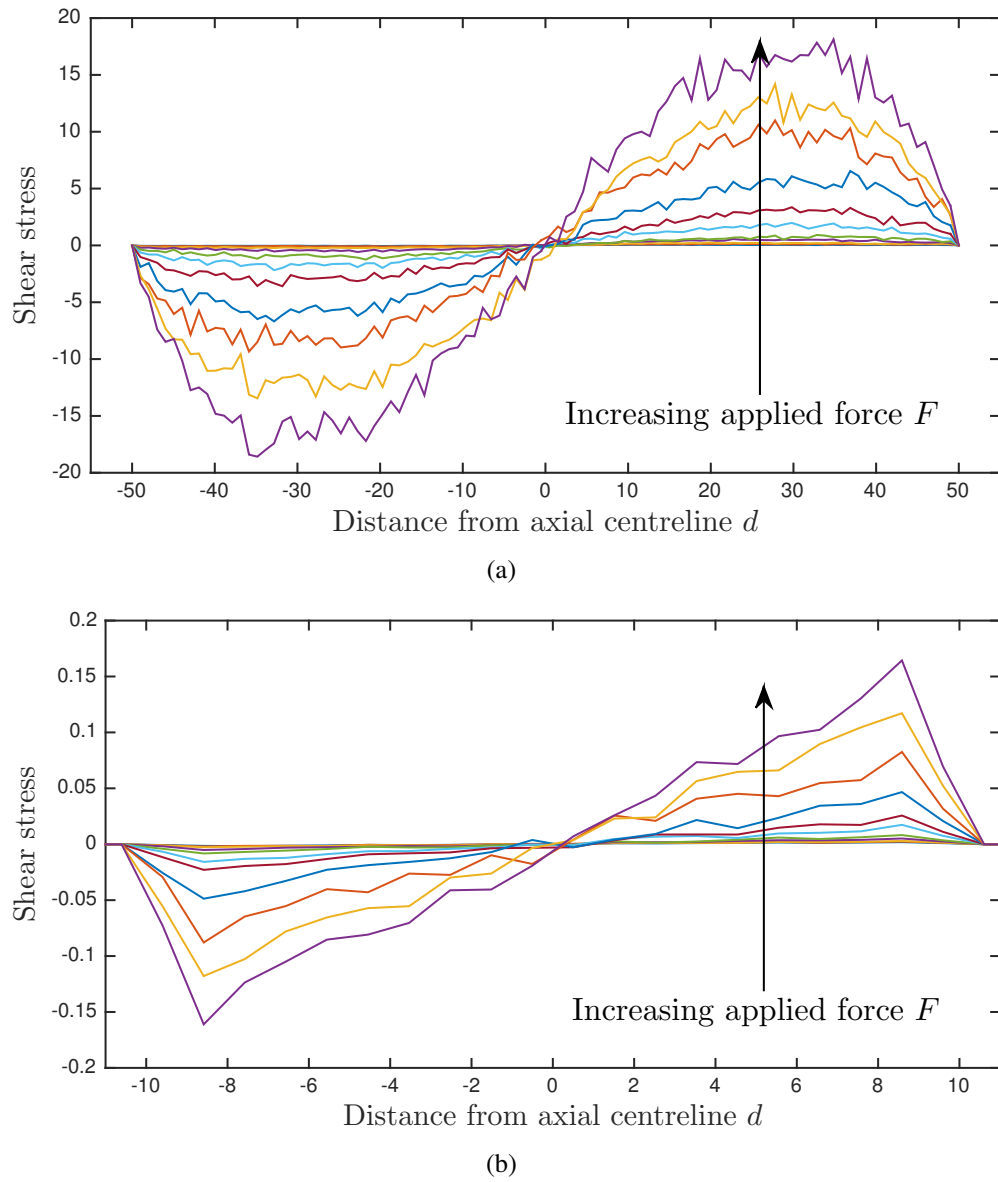 20
15
10
5
0
-5
-10
-15
-20
Shear stress
Increasing applied force F
-50 -40 -30 -20 -10 0 10 20 30 40 50
Distance from axial centreline d
(a)
0.2
0.15
0.1
0.05
0
-0.05
-0.1
-0.15
-0.2
Shear stress
Increasing applied force F
-10 -8 -6 -4 -2 0 2 4 6 8 10
Distance from axial centreline d
(b)